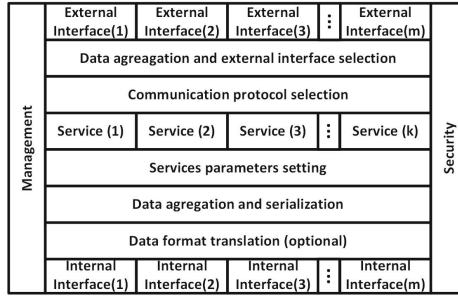 Management
External Interface(1) External Interface(2) External Interface(3) ⋮ External Interface(m)
Data agreagation and external interface selection
Communication protocol selection
Service (1) Service (2) Service (3) ⋮ Service (k)
Services parameters setting
Data agregation and serialization
Data format translation (optional)
Internal Interface(1) Internal Interface(2) Internal Interface(3) ⋮ Internal Interface(m)
Security